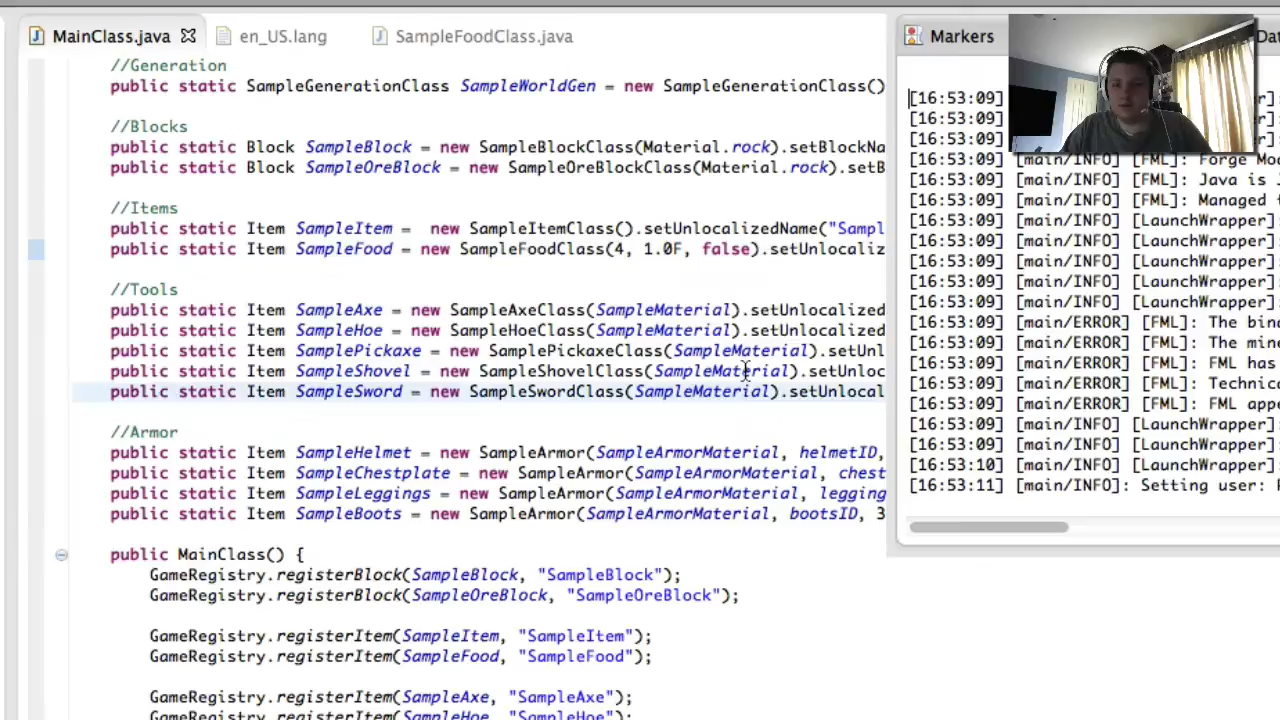 MainClass.java
en_US.lang
SampleFoodClass.java
//Generation
public static SampleGenerationClass SampleWorldGen = new SampleGenerationClass()
//Blocks
public static Block SampleBlock = new SampleBlockClass(Material.rock).setBlockNa
public static Block SampleOreBlock = new SampleOreBlockClass(Material.rock).setB
//Items
public static Item SampleItem =  new SampleItemClass().setUnlocalizedName("Sampl
public static Item SampleFood = new SampleFoodClass(4, 1.0F, false).setUnlocaliz
//Tools
public static Item SampleAxe = new SampleAxeClass(SampleMaterial).setUnlocalized
public static Item SampleHoe = new SampleHoeClass(SampleMaterial).setUnlocalized
public static Item SamplePickaxe = new SamplePickaxeClass(SampleMaterial).setUnl
public static Item SampleShovel = new SampleShovelClass(SampleMaterial).setUnloc
public static Item SampleSword = new SampleSwordClass(SampleMaterial).setUnlocal
//Armor
public static Item SampleHelmet = new SampleArmor(SampleArmorMaterial, helmetID,
public static Item SampleChestplate = new SampleArmor(SampleArmorMaterial, chest
public static Item SampleLeggings = new SampleArmor(SampleArmorMaterial, legging
public static Item SampleBoots = new SampleArmor(SampleArmorMaterial, bootsID, 3
public MainClass() {
GameRegistry.registerBlock(SampleBlock, "SampleBlock");
GameRegistry.registerBlock(SampleOreBlock, "SampleOreBlock");
GameRegistry.registerItem(SampleItem, "SampleItem");
GameRegistry.registerItem(SampleFood, "SampleFood");
GameRegistry.registerItem(SampleAxe, "SampleAxe");
GameRegistry.registerItem(SampleHoe, "SampleHoe");
Markers
[16:53:09]
[16:53:09]
[16:53:09]
[16:53:09] [main/INFO] [FML]: Forge Mod
[16:53:09] [main/INFO] [FML]: Java is J
[16:53:09] [main/INFO] [FML]: Managed t
[16:53:09] [main/INFO] [LaunchWrapper]:
[16:53:09] [main/INFO] [LaunchWrapper]:
[16:53:09] [main/INFO] [LaunchWrapper]:
[16:53:09] [main/INFO] [LaunchWrapper]:
[16:53:09] [main/INFO] [LaunchWrapper]:
[16:53:09] [main/ERROR] [FML]: The bina
[16:53:09] [main/ERROR] [FML]: The mine
[16:53:09] [main/ERROR] [FML]: FML has
[16:53:09] [main/ERROR] [FML]: Technica
[16:53:09] [main/ERROR] [FML]: FML appe
[16:53:09] [main/INFO] [LaunchWrapper]:
[16:53:10] [main/INFO] [LaunchWrapper]:
[16:53:11] [main/INFO]: Setting user: P